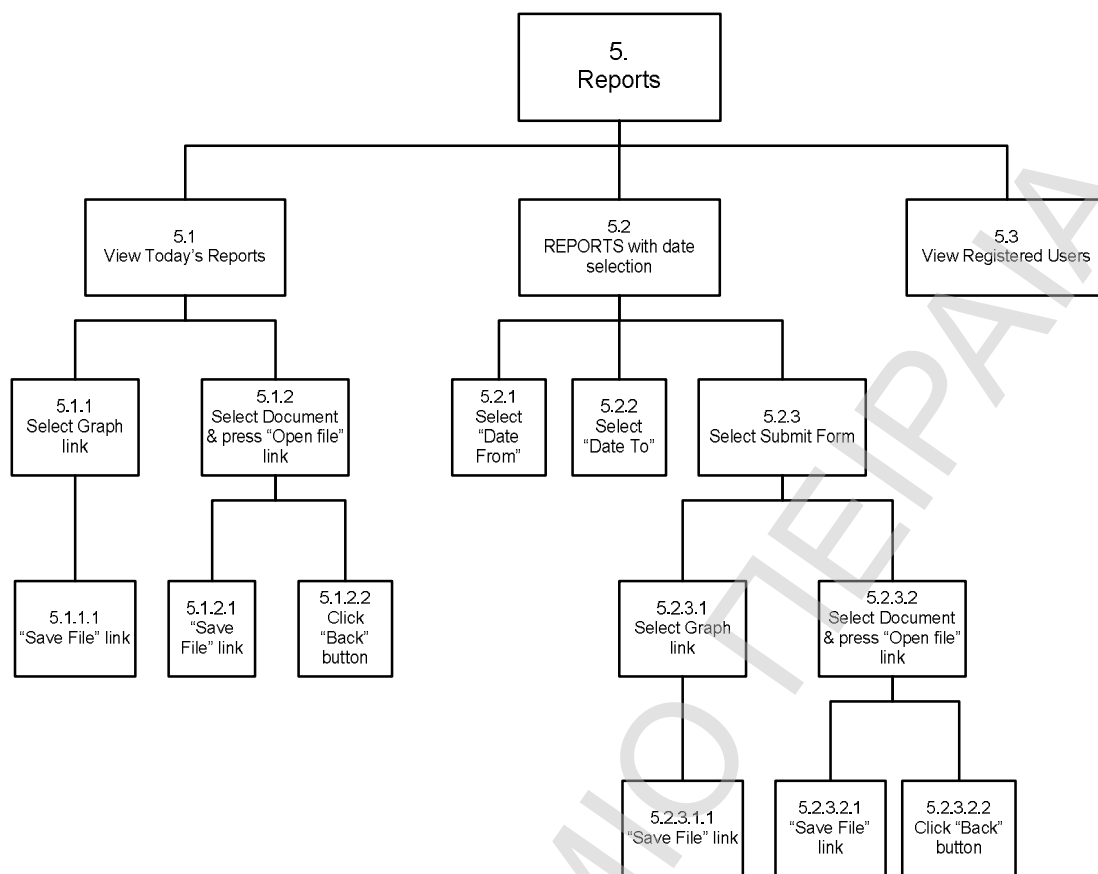 5.
Reports
5.1
View Today's Reports
5.2
REPORTS with date
selection
5.3
View Registered Users
5.1.1
Select Graph
link
5.1.2
Select Document
& press “Open file”
link
5.2.1
Select
“Date
From”
5.2.2
Select
“Date To”
5.2.3
Select Submit Form
5.1.1.1
“Save File” link
5.1.2.1
“Save
File” link
5.1.2.2
Click
“Back”
button
5.2.3.1
Select Graph
link
5.2.3.2
Select Document
& press “Open file”
link
5.2.3.1.1
“Save File” link
5.2.3.2.1
“Save File”
link
5.2.3.2.2
Click “Back”
button
ΜΙΟ ΠΕΙΡΑΙΑ